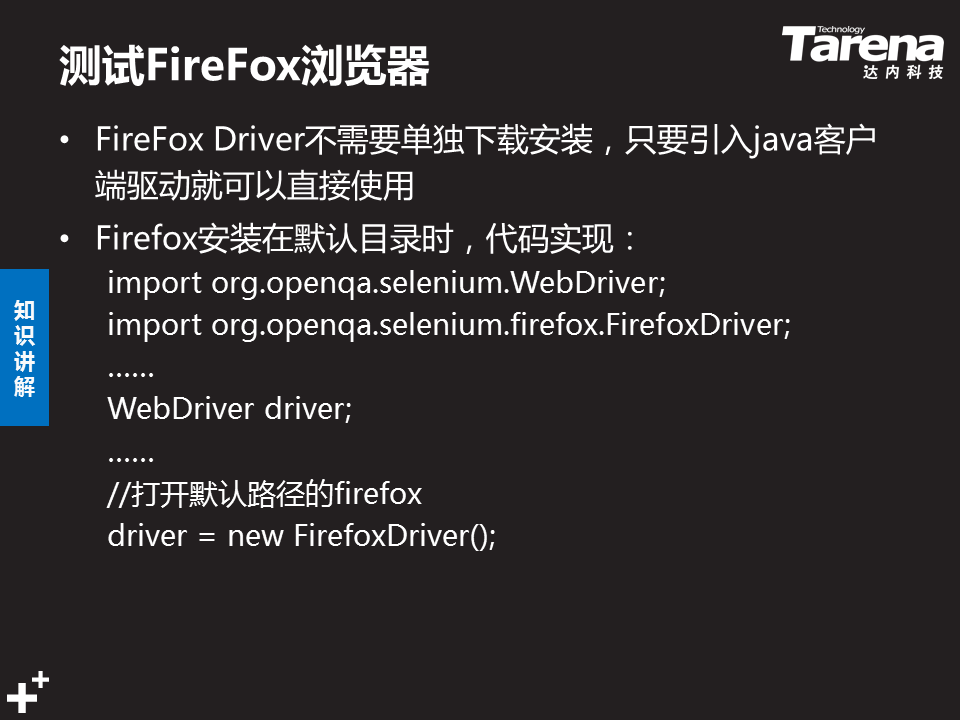 测试FireFox浏览器
Technology
Tarena
达内科技
• FireFox Driver不需要单独下载安装，只要引入java客户
端驱动就可以直接使用
• Firefox安装在默认目录时，代码实现：
import org.openqa.selenium.WebDriver;
import org.openqa.selenium.firefox.FirefoxDriver;
……
WebDriver driver;
……
//打开默认路径的firefox
driver = new FirefoxDriver();
知识讲解